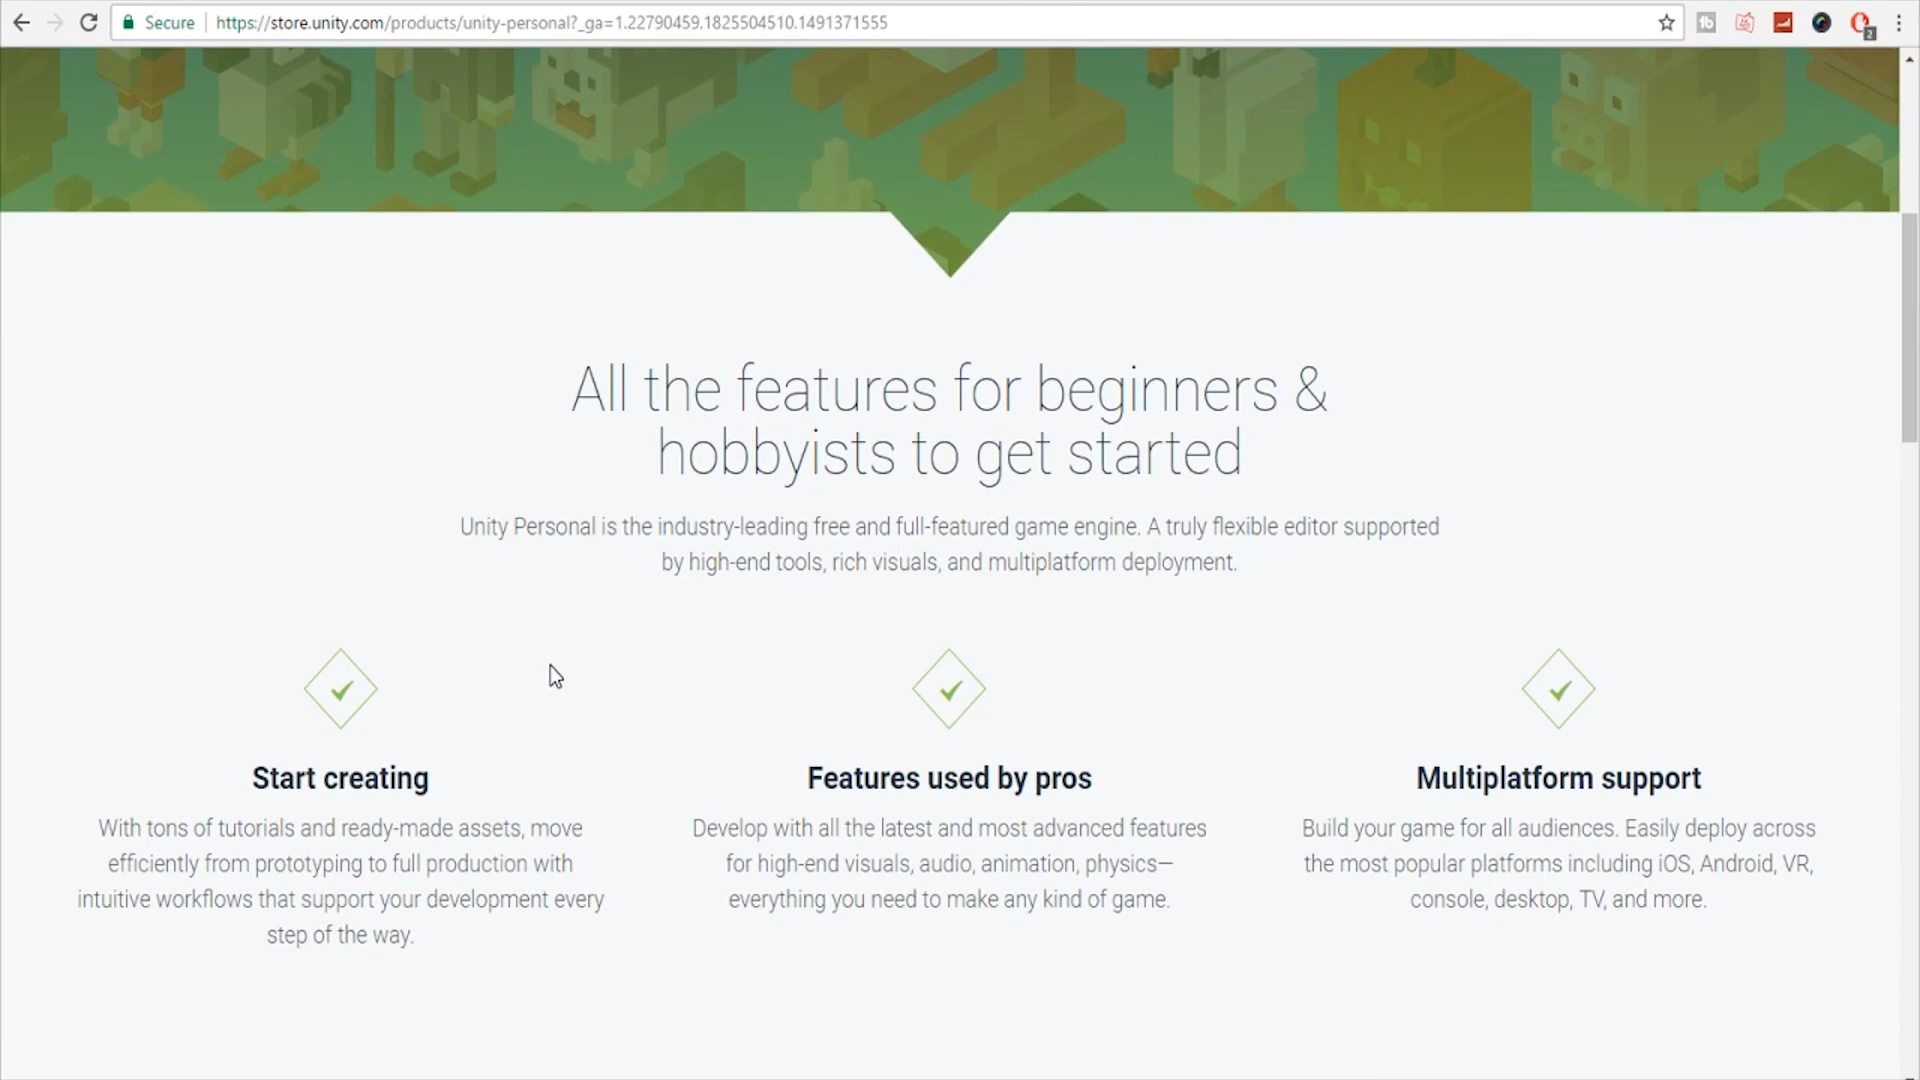 Secure
https://store.unity.com/products/unity-personal?_ga=1.22790459.1825504510.1491371555
2
All the features for beginners &
hobbyists to get started
Unity Personal is the industry-leading free and full-featured game engine. A truly flexible editor supported
by high-end tools, rich visuals, and multiplatform deployment.
Start creating
With tons of tutorials and ready-made assets, move
efficiently from prototyping to full production with
intuitive workflows that support your development every
step of the way.
Features used by pros
Develop with all the latest and most advanced features
for high-end visuals, audio, animation, physics—
everything you need to make any kind of game.
Multiplatform support
Build your game for all audiences. Easily deploy across
the most popular platforms including iOS, Android, VR,
console, desktop, TV, and more.